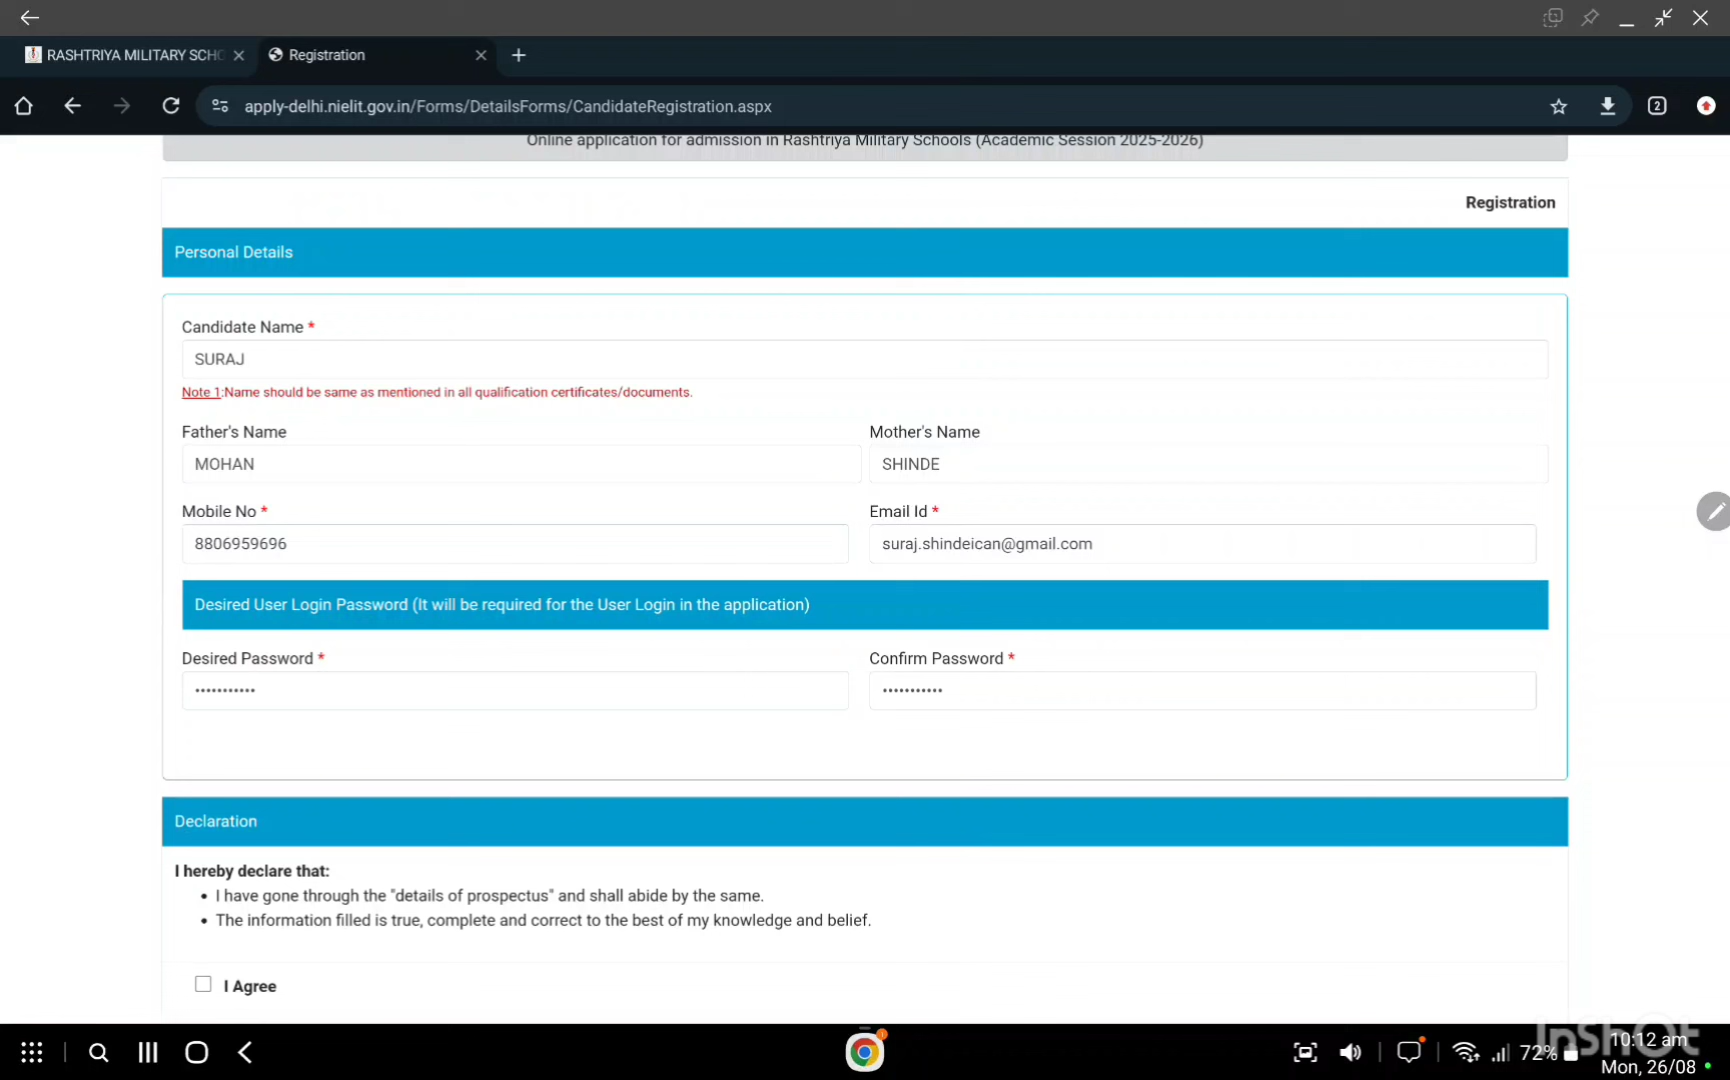 RASHTRIYA MILITARY SCHO
Registration
apply-delhi.nielit.gov.in/Forms/DetailsForms/CandidateRegistration.aspx
2
Online application for admission in Rashtriya Military Schools (Academic Session 2025-2026)
Registration
Personal Details
Candidate Name *
SURAJ
Note 1:Name should be same as mentioned in all qualification certificates/documents.
Father's Name
Mother's Name
MOHAN
SHINDE
Mobile No *
Email Id *
8806959696
suraj.shindeican@gmail.com
Desired User Login Password (It will be required for the User Login in the application)
Desired Password *
Confirm Password *
•••••••••••
•••••••••••
Declaration
I hereby declare that:
• I have gone through the "details of prospectus" and shall abide by the same.
• The information filled is true, complete and correct to the best of my knowledge and belief.
I Agree
InShOt
72%
10:12 am
Mon, 26/08